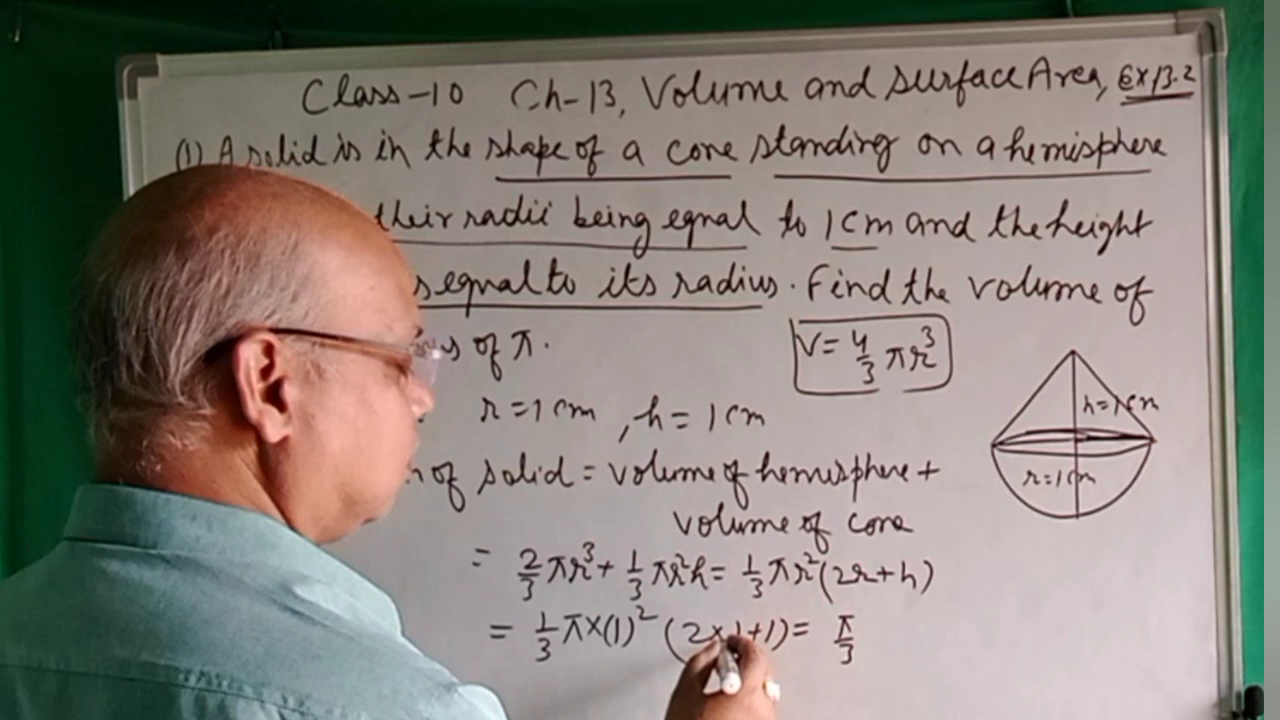 Class-10 Ch-13, Volume and surface Area, Ex 13.2
(1) A solid is in the shape of a cone standing on a hemisphere
their radii being equal to 1cm and the height
s equal to its radius. Find the volume of
s of π.
V = 4/3 πr³
r = 1 cm, h = 1 cm
h = 1 cm
r = 1 cm
of solid = volume of hemisphere +
volume of cone
= 2/3 πr³ + 1/3 πr²h = 1/3 πr²(2r + h)
= 1/3 π×(1)² (2×1+1) = π/3